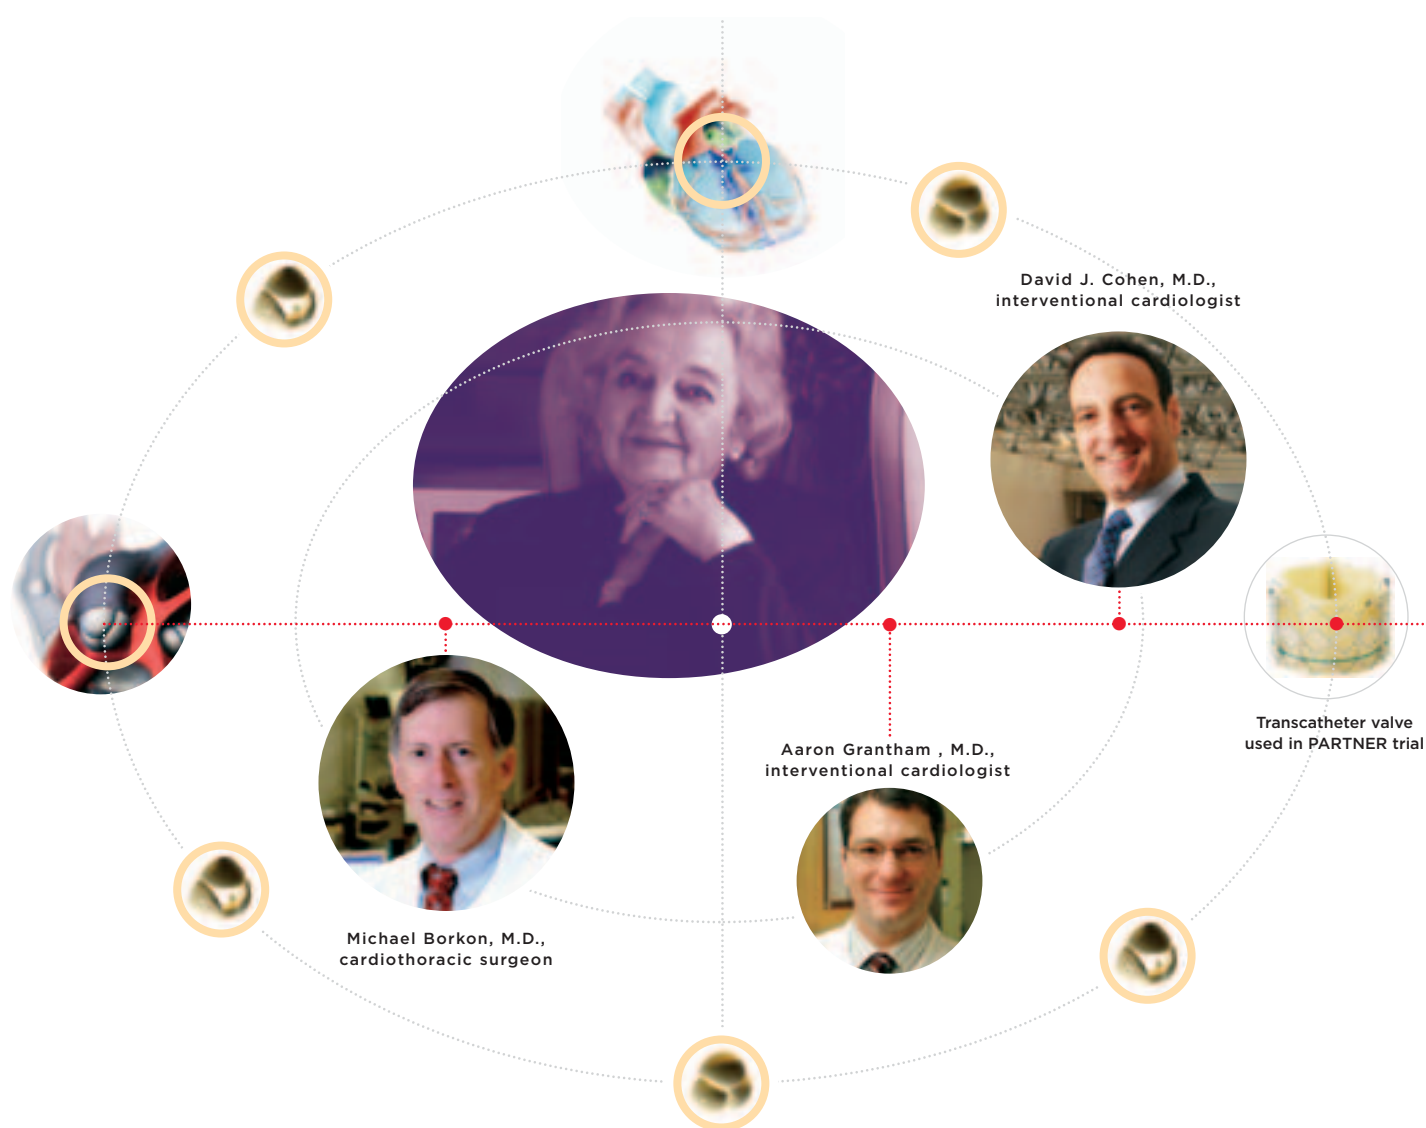 David J. Cohen, M.D.,
interventional cardiologist
Transcatheter valve
used in PARTNER trial
Aaron Grantham , M.D.,
interventional cardiologist
Michael Borkon, M.D.,
cardiothoracic surgeon